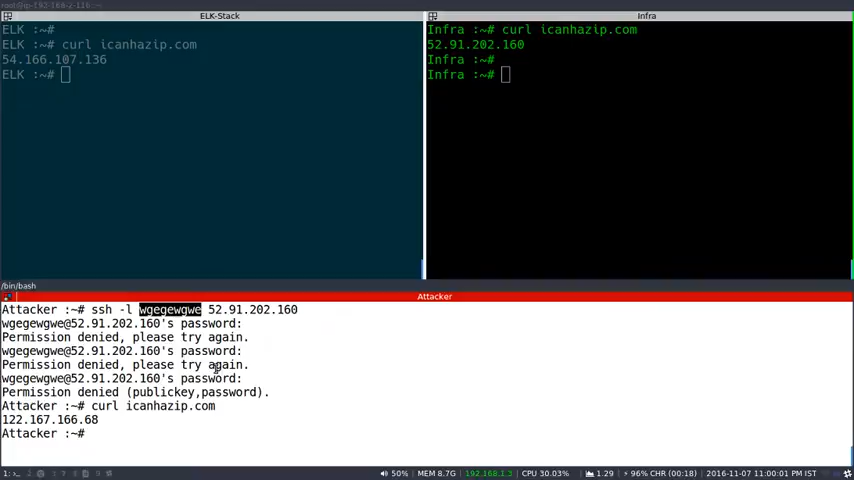 root@ip-192-168-2-116:~
ELK-Stack
ELK :~#
ELK :~# curl icanhazip.com
54.166.107.136
ELK :~#
Infra
Infra :~# curl icanhazip.com
52.91.202.160
Infra :~#
Infra :~#
/bin/bash
Attacker
Attacker :~# ssh -l wgegewgwe 52.91.202.160
wgegewgwe@52.91.202.160's password:
Permission denied, please try again.
wgegewgwe@52.91.202.160's password:
Permission denied, please try again.
wgegewgwe@52.91.202.160's password:
Permission denied (publickey,password).
Attacker :~# curl icanhazip.com
122.167.166.68
Attacker :~#
50% MEM 8.7G 192.168.1.3 CPU 30.03% 1.29 96% CHR (00:18) 2016-11-07 11:00:01 PM IST